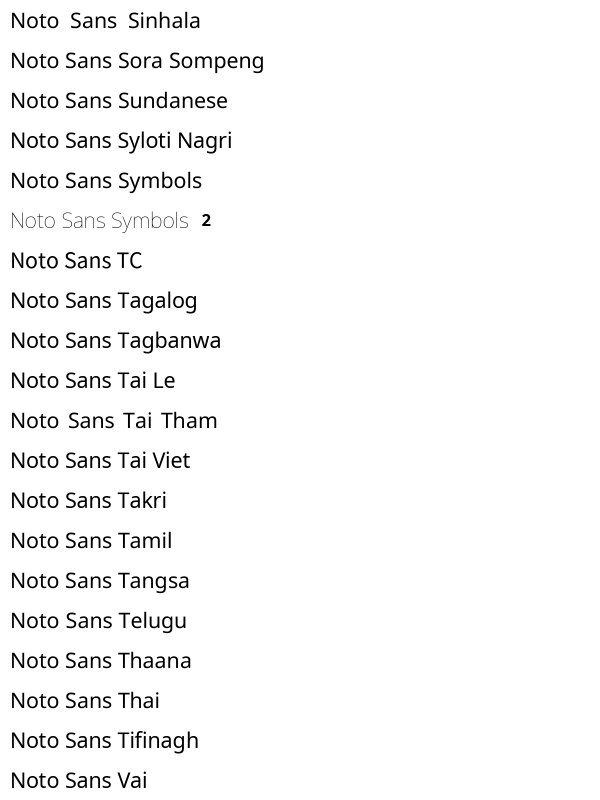 Noto Sans Sinhala
Noto Sans Sora Sompeng
Noto Sans Sundanese
Noto Sans Syloti Nagri
Noto Sans Symbols
Noto Sans Symbols 2
Noto Sans TC
Noto Sans Tagalog
Noto Sans Tagbanwa
Noto Sans Tai Le
Noto Sans Tai Tham
Noto Sans Tai Viet
Noto Sans Takri
Noto Sans Tamil
Noto Sans Tangsa
Noto Sans Telugu
Noto Sans Thaana
Noto Sans Thai
Noto Sans Tifinagh
Noto Sans Vai